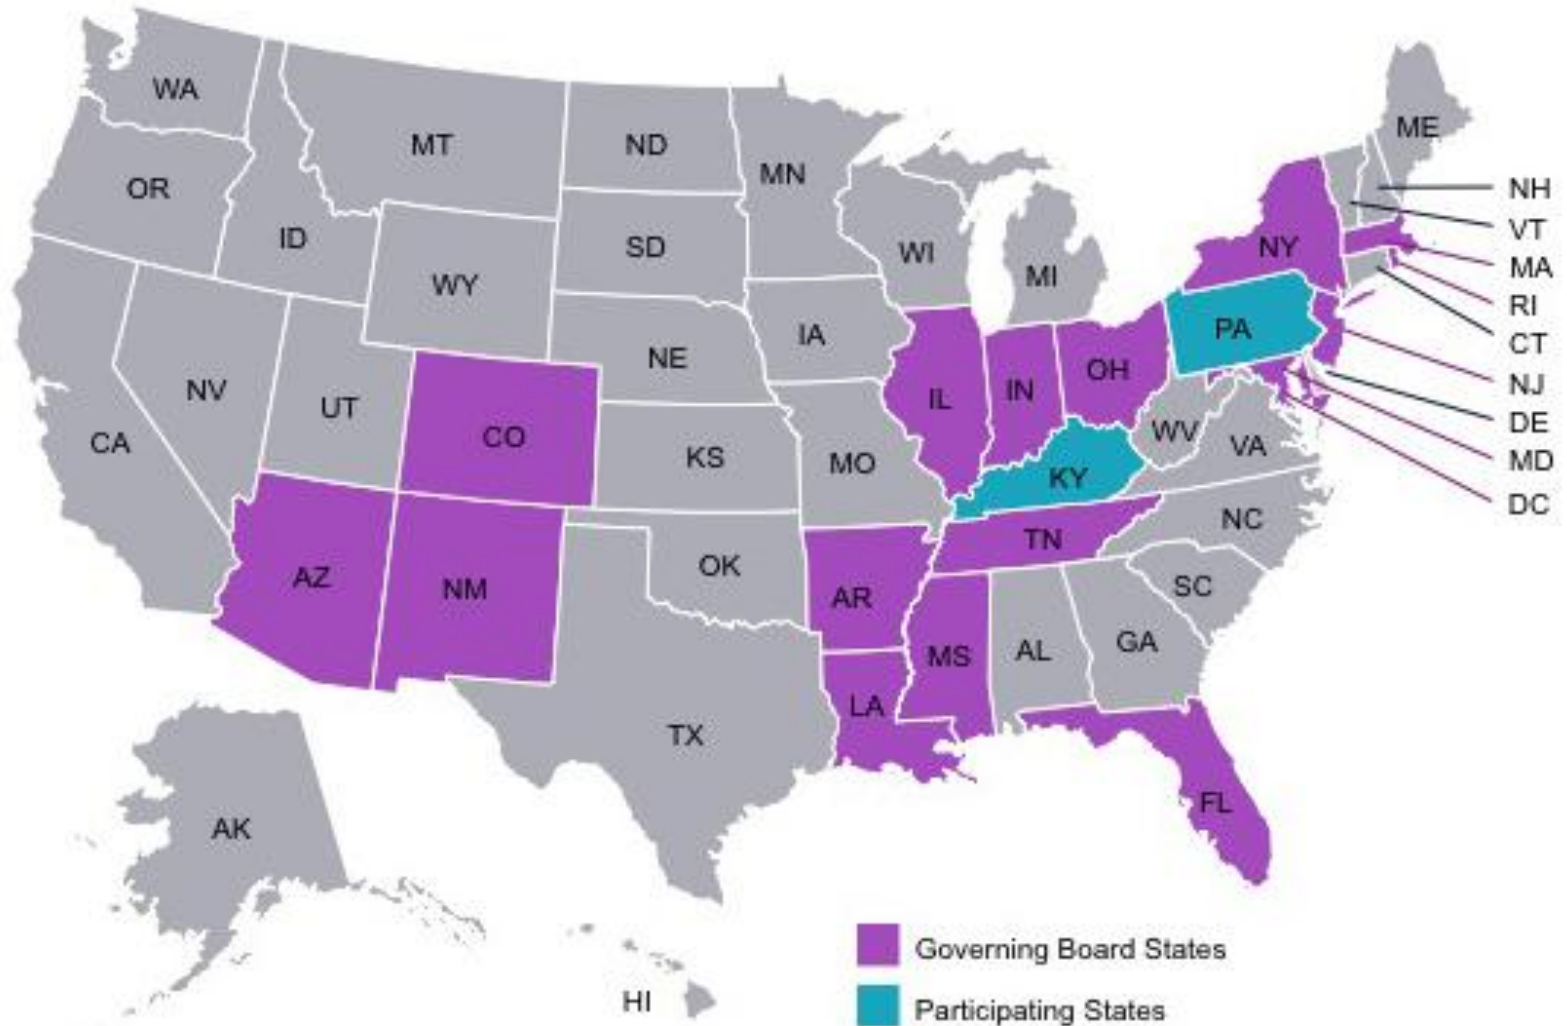 WA
MT
ND
MN
OR
ID
SD
WI
MI
ME
NH
VT
NY
MA
RI
CT
WY
IA
NE
PA
NJ
DE
MD
DC
NV
UT
CO
CA
KS
MO
IL
IN
OH
WV
VA
KY
NC
TN
AZ
NM
OK
AR
SC
MS
AL
GA
LA
TX
FL
AK
HI
Governing Board States
Participating States